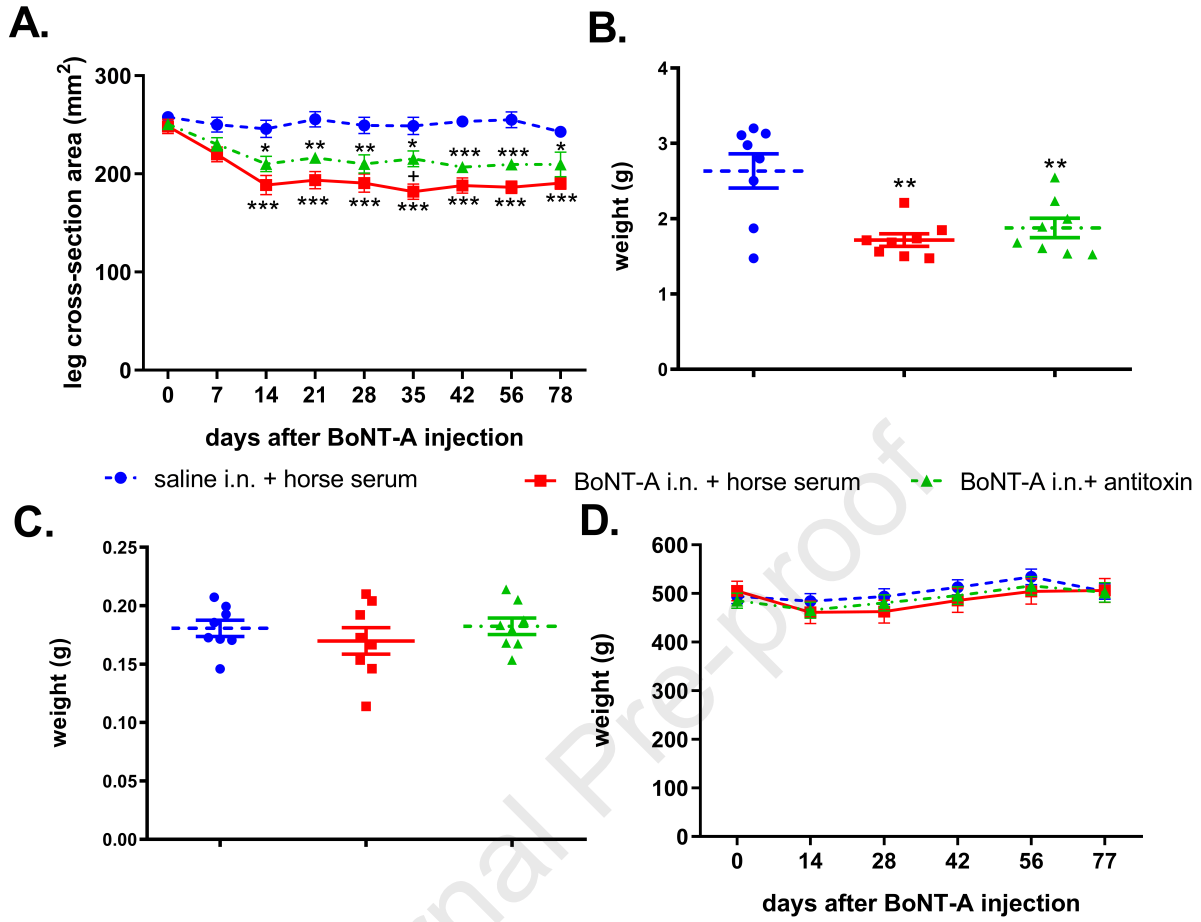 A.
leg cross-section area (mm2)
300
200
100
0
* ** ** * *** *** *
+
*** *** *** *** *** *** ***
0 7 14 21 28 35 42 56 78
days after BoNT-A injection
B.
weight (g)
4
3
2
1
0
**
**
saline i.n. + horse serum
BoNT-A i.n. + horse serum
BoNT-A i.n.+ antitoxin
C.
weight (g)
0.25
0.20
0.15
0.10
0.05
0.00
D.
weight (g)
600
500
400
300
200
100
0
0 14 28 42 56 77
days after BoNT-A injection
rnal Pre-proof